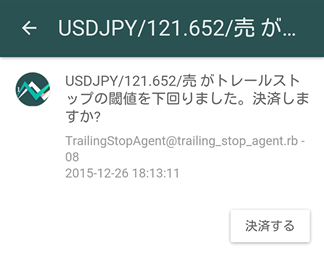 USDJPY/121.652/売 が...
USDJPY/121.652/売 がトレールスト
ップの閾値を下回りました。決済しま
すか?
TrailingStopAgent@trailing_stop_agent.rb -
08
2015-12-26 18:13:11
決済する